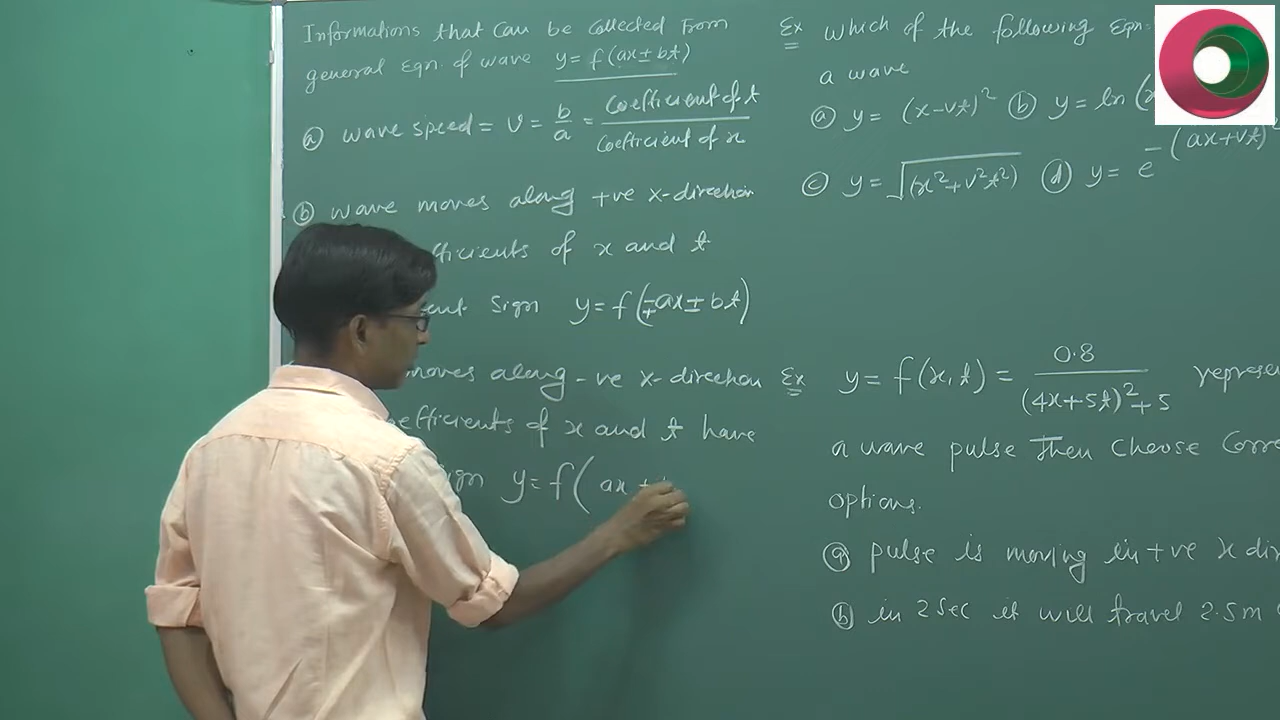 Informations that can be collected from
general Eqn. of wave y = f(ax ± bt)
(a) wave speed = v = b/a = coefficient of t / coefficient of x
(b) wave moves along +ve x-direction
coefficients of x and t
sign y = f(∓ax ± bt)
moves along -ve x-direction
coefficients of x and t have
sign y = f( ax +
Ex which of the following Eqn.
a wave
(a) y = (x-vt)² (b) y = ln (x
(c) y = √(x²+v²t²) (d) y = e^-(ax+vt)
Ex y = f(x,t) = 0.8 / (4x+5t)²+5
a wave pulse Then choose
options.
(a) pulse is moving in +ve x
(b) in 2 sec it will travel 2.5m